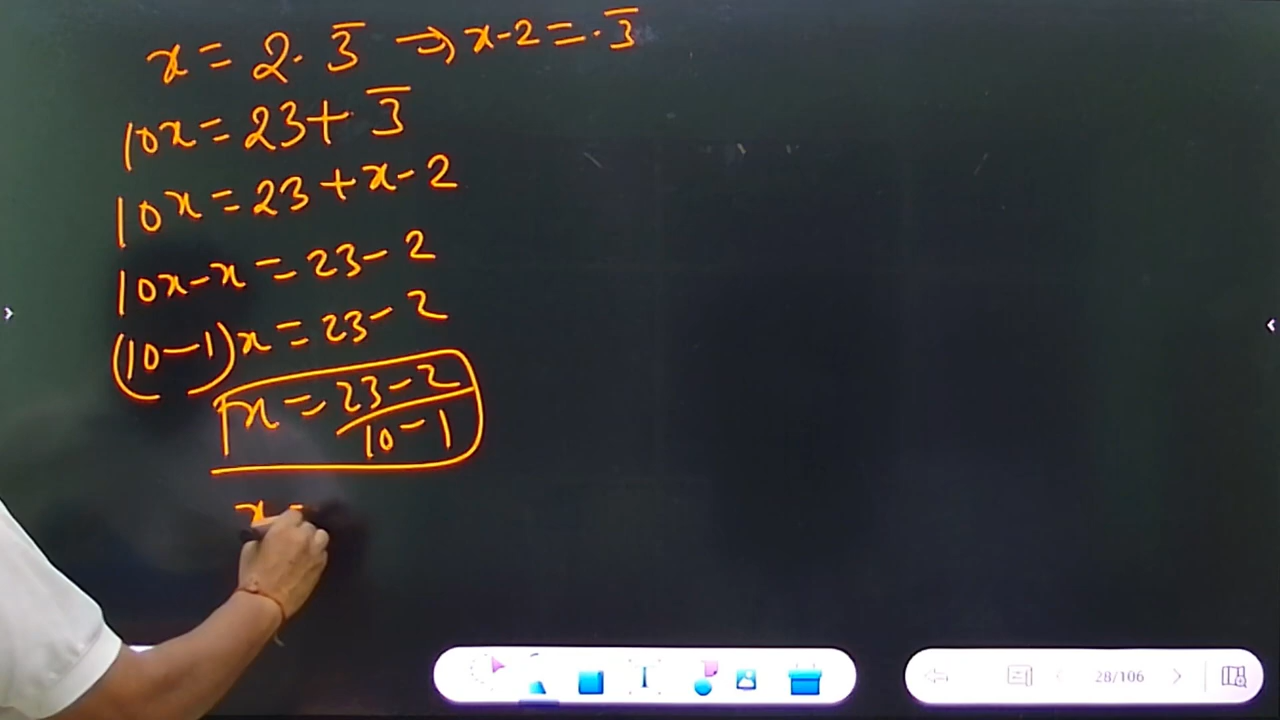 x = 2.3̅ → x-2 = .3̅
10x = 23 + .3̅
10x = 23 + x - 2
10x - x = 23 - 2
(10-1)x = 23 - 2
x = 23-2 / 10-1
x =
28/106